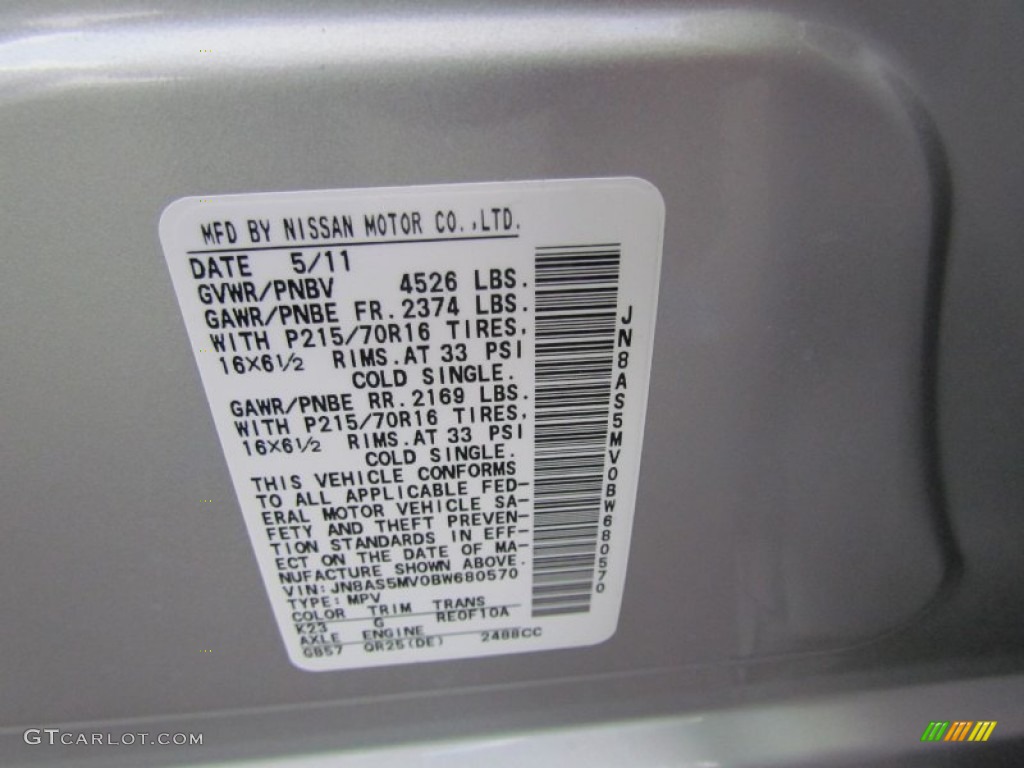 MFD BY NISSAN MOTOR CO.,LTD.
DATE 5/11
GVWR/PNBV 4526 LBS.
GAWR/PNBE FR. 2374 LBS.
WITH P215/70R16 TIRES,
16X6½ RIMS. AT 33 PSI
COLD SINGLE.
GAWR/PNBE RR. 2169 LBS.
WITH P215/70R16 TIRES,
16X6½ RIMS. AT 33 PSI
COLD SINGLE.
THIS VEHICLE CONFORMS
TO ALL APPLICABLE FED-
ERAL MOTOR VEHICLE SA-
FETY AND THEFT PREVEN-
TION STANDARDS IN EFF-
ECT ON THE DATE OF MA-
NUFACTURE SHOWN ABOVE.
VIN: JN8AS5MV0BW680570
TYPE: MPV
COLOR TRIM TRANS
K23 G RE0F10A
AXLE ENGINE
GB57 QR25(DE) 2488CC
JN8AS5MV0BW680570
GTCARLOT.COM